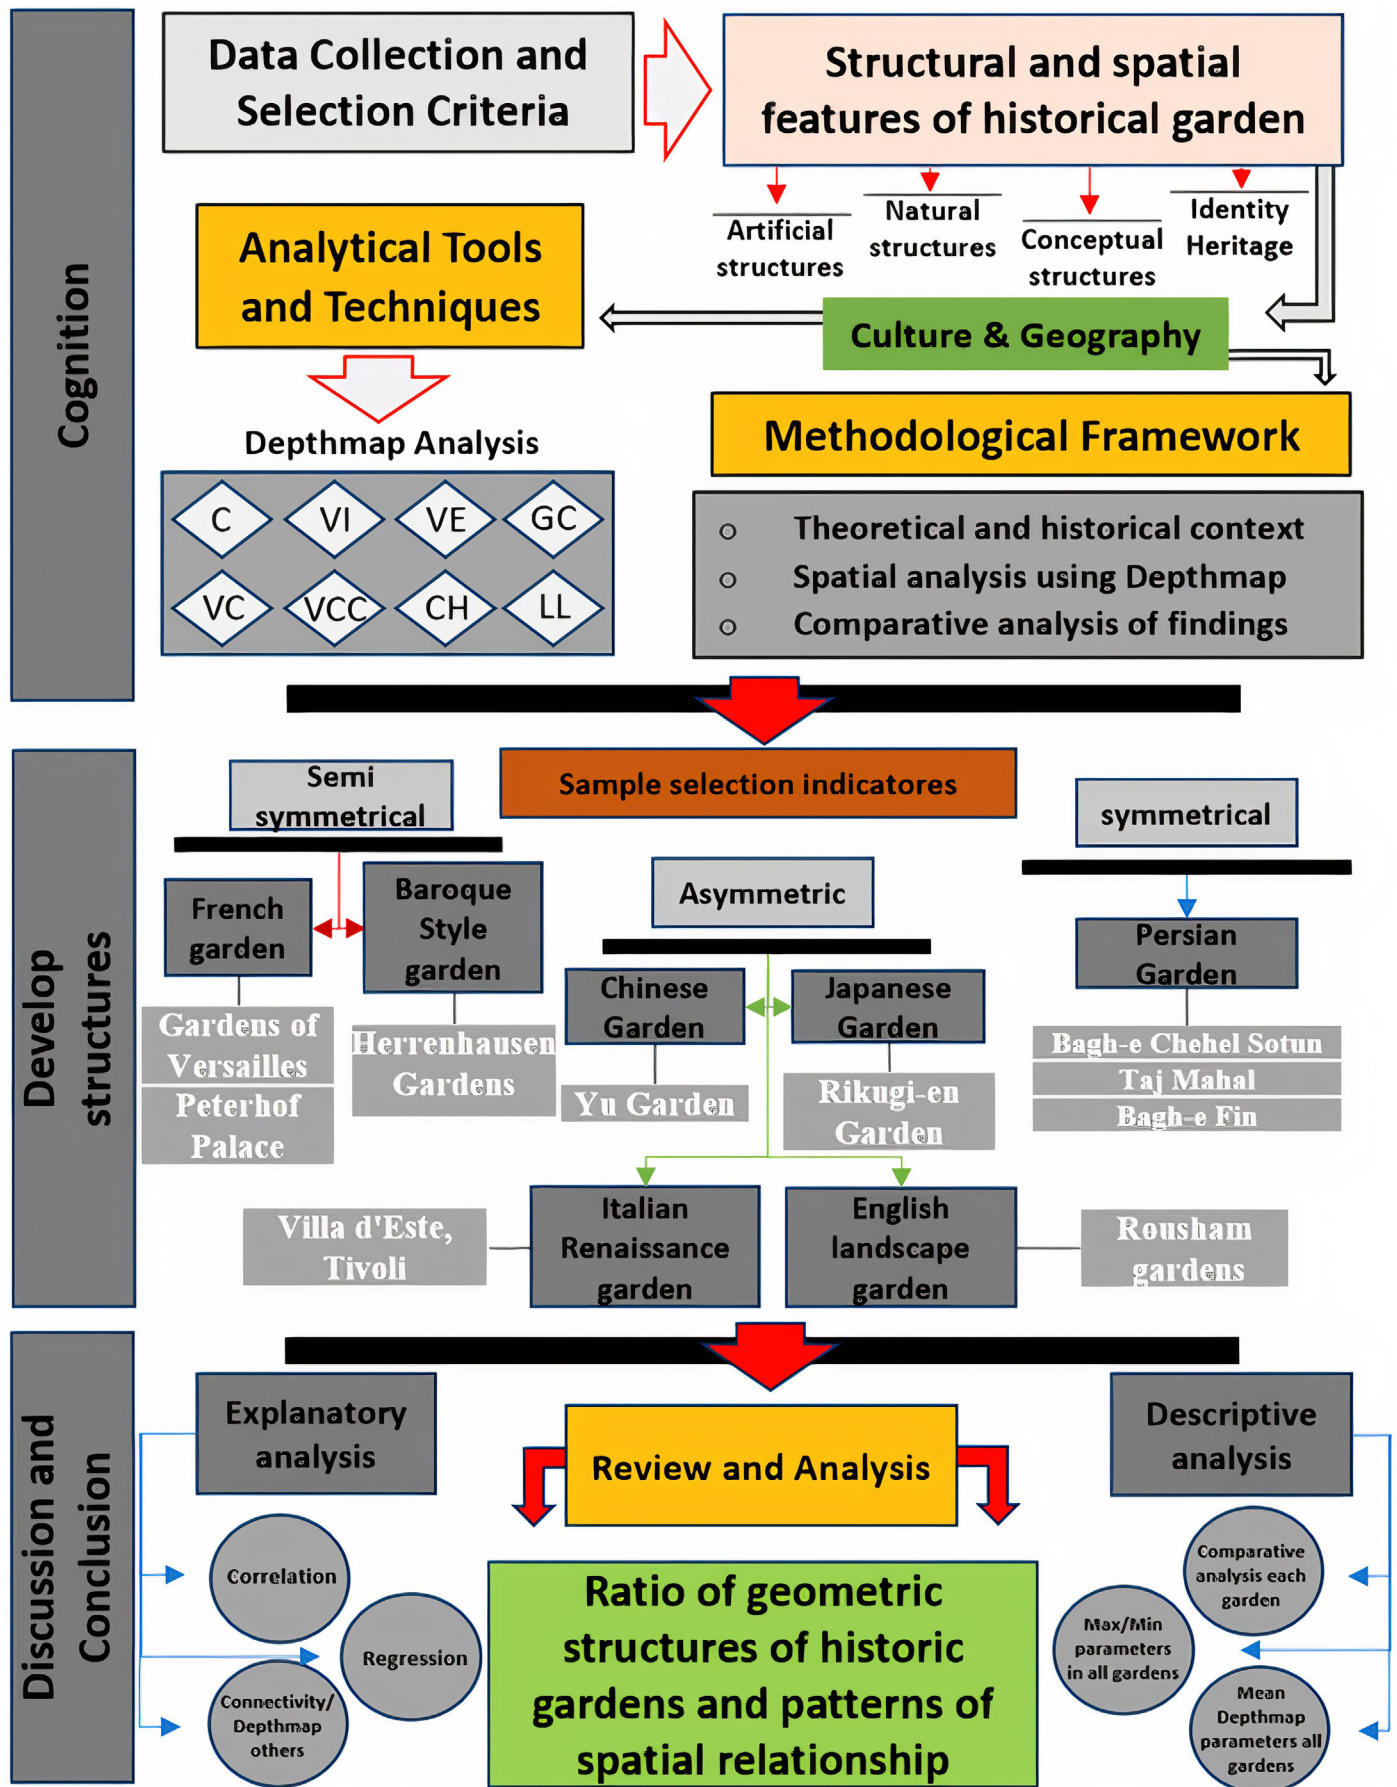 Cognition
Data Collection and
Selection Criteria
Structural and spatial
features of historical garden
Artificial
structures
Natural
structures
Conceptual
structures
Identity
Heritage
Analytical Tools
and Techniques
Culture & Geography
Depthmap Analysis
C VI VE GC
VC VCC CH LL
Methodological Framework
Theoretical and historical context
Spatial analysis using Depthmap
Comparative analysis of findings
Develop
structures
Sample selection indicatores
Semi
symmetrical
French
garden
Baroque
Style
garden
Gardens of
Versailles
Peterhof
Palace
Herrenhausen
Gardens
Asymmetric
Chinese
Garden
Japanese
Garden
Yu Garden
Rikugi-en
Garden
Italian
Renaissance
garden
English
landscape
garden
Villa d'Este,
Tivoli
Rousham
gardens
symmetrical
Persian
Garden
Bagh-e Chehel Sotun
Taj Mahal
Bagh-e Fin
Discussion and
Conclusion
Explanatory
analysis
Correlation
Regression
Connectivity/
Depthmap
others
Review and Analysis
Ratio of geometric
structures of historic
gardens and patterns of
spatial relationship
Descriptive
analysis
Comparative
analysis each
garden
Max/Min
parameters
in all gardens
Mean
Depthmap
parameters all
gardens